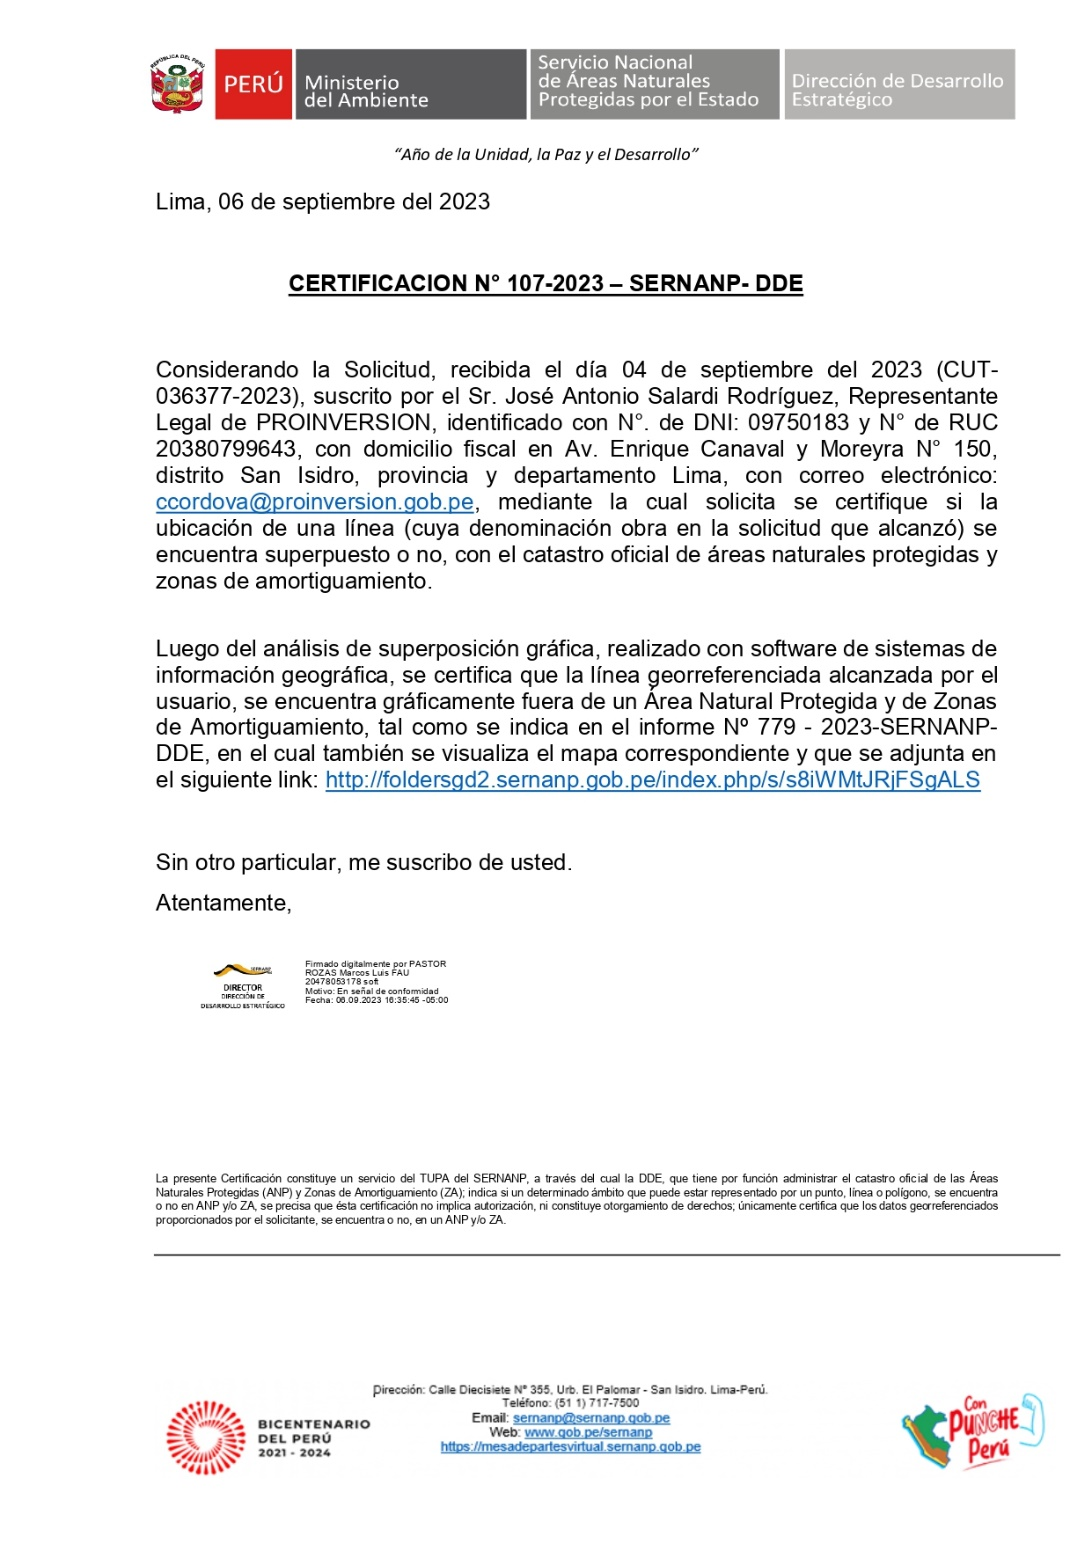 REPÚBLICA DEL PERÚ
PERÚ
Ministerio
del Ambiente
Servicio Nacional
de Áreas Naturales
Protegidas por el Estado
Dirección de Desarrollo
Estratégico
“Año de la Unidad, la Paz y el Desarrollo”
Lima, 06 de septiembre del 2023
CERTIFICACION N° 107-2023 – SERNANP- DDE
Considerando la Solicitud, recibida el día 04 de septiembre del 2023 (CUT-
036377-2023), suscrito por el Sr. José Antonio Salardi Rodríguez, Representante
Legal de PROINVERSION, identificado con N°. de DNI: 09750183 y N° de RUC
20380799643, con domicilio fiscal en Av. Enrique Canaval y Moreyra N° 150,
distrito San Isidro, provincia y departamento Lima, con correo electrónico:
ccordova@proinversion.gob.pe, mediante la cual solicita se certifique si la
ubicación de una línea (cuya denominación obra en la solicitud que alcanzó) se
encuentra superpuesto o no, con el catastro oficial de áreas naturales protegidas y
zonas de amortiguamiento.
Luego del análisis de superposición gráfica, realizado con software de sistemas de
información geográfica, se certifica que la línea georreferenciada alcanzada por el
usuario, se encuentra gráficamente fuera de un Área Natural Protegida y de Zonas
de Amortiguamiento, tal como se indica en el informe Nº 779 - 2023-SERNANP-
DDE, en el cual también se visualiza el mapa correspondiente y que se adjunta en
el siguiente link: http://foldersgd2.sernanp.gob.pe/index.php/s/s8iWMtJRjFSgALS
Sin otro particular, me suscribo de usted.
Atentamente,
SERNANP
DIRECTOR
DIRECCIÓN DE
DESARROLLO ESTRATÉGICO
Firmado digitalmente por PASTOR
ROZAS Marcos Luis FAU
20478053178 soft
Motivo: En señal de conformidad
Fecha: 06.09.2023 16:35:45 -05:00
La presente Certificación constituye un servicio del TUPA del SERNANP, a través del cual la DDE, que tiene por función administrar el catastro oficial de las Áreas
Naturales Protegidas (ANP) y Zonas de Amortiguamiento (ZA); indica si un determinado ámbito que puede estar representado por un punto, línea o polígono, se encuentra
o no en ANP y/o ZA, se precisa que ésta certificación no implica autorización, ni constituye otorgamiento de derechos; únicamente certifica que los datos georreferenciados
proporcionados por el solicitante, se encuentra o no, en un ANP y/o ZA.
BICENTENARIO
DEL PERÚ
2021 - 2024
Dirección: Calle Diecisiete Nº 355, Urb. El Palomar - San Isidro. Lima-Perú.
Teléfono: (51 1) 717-7500
Email: sernanp@sernanp.gob.pe
Web: www.gob.pe/sernanp
https://mesadepartesvirtual.sernanp.gob.pe
Con
PUNCHE
Perú